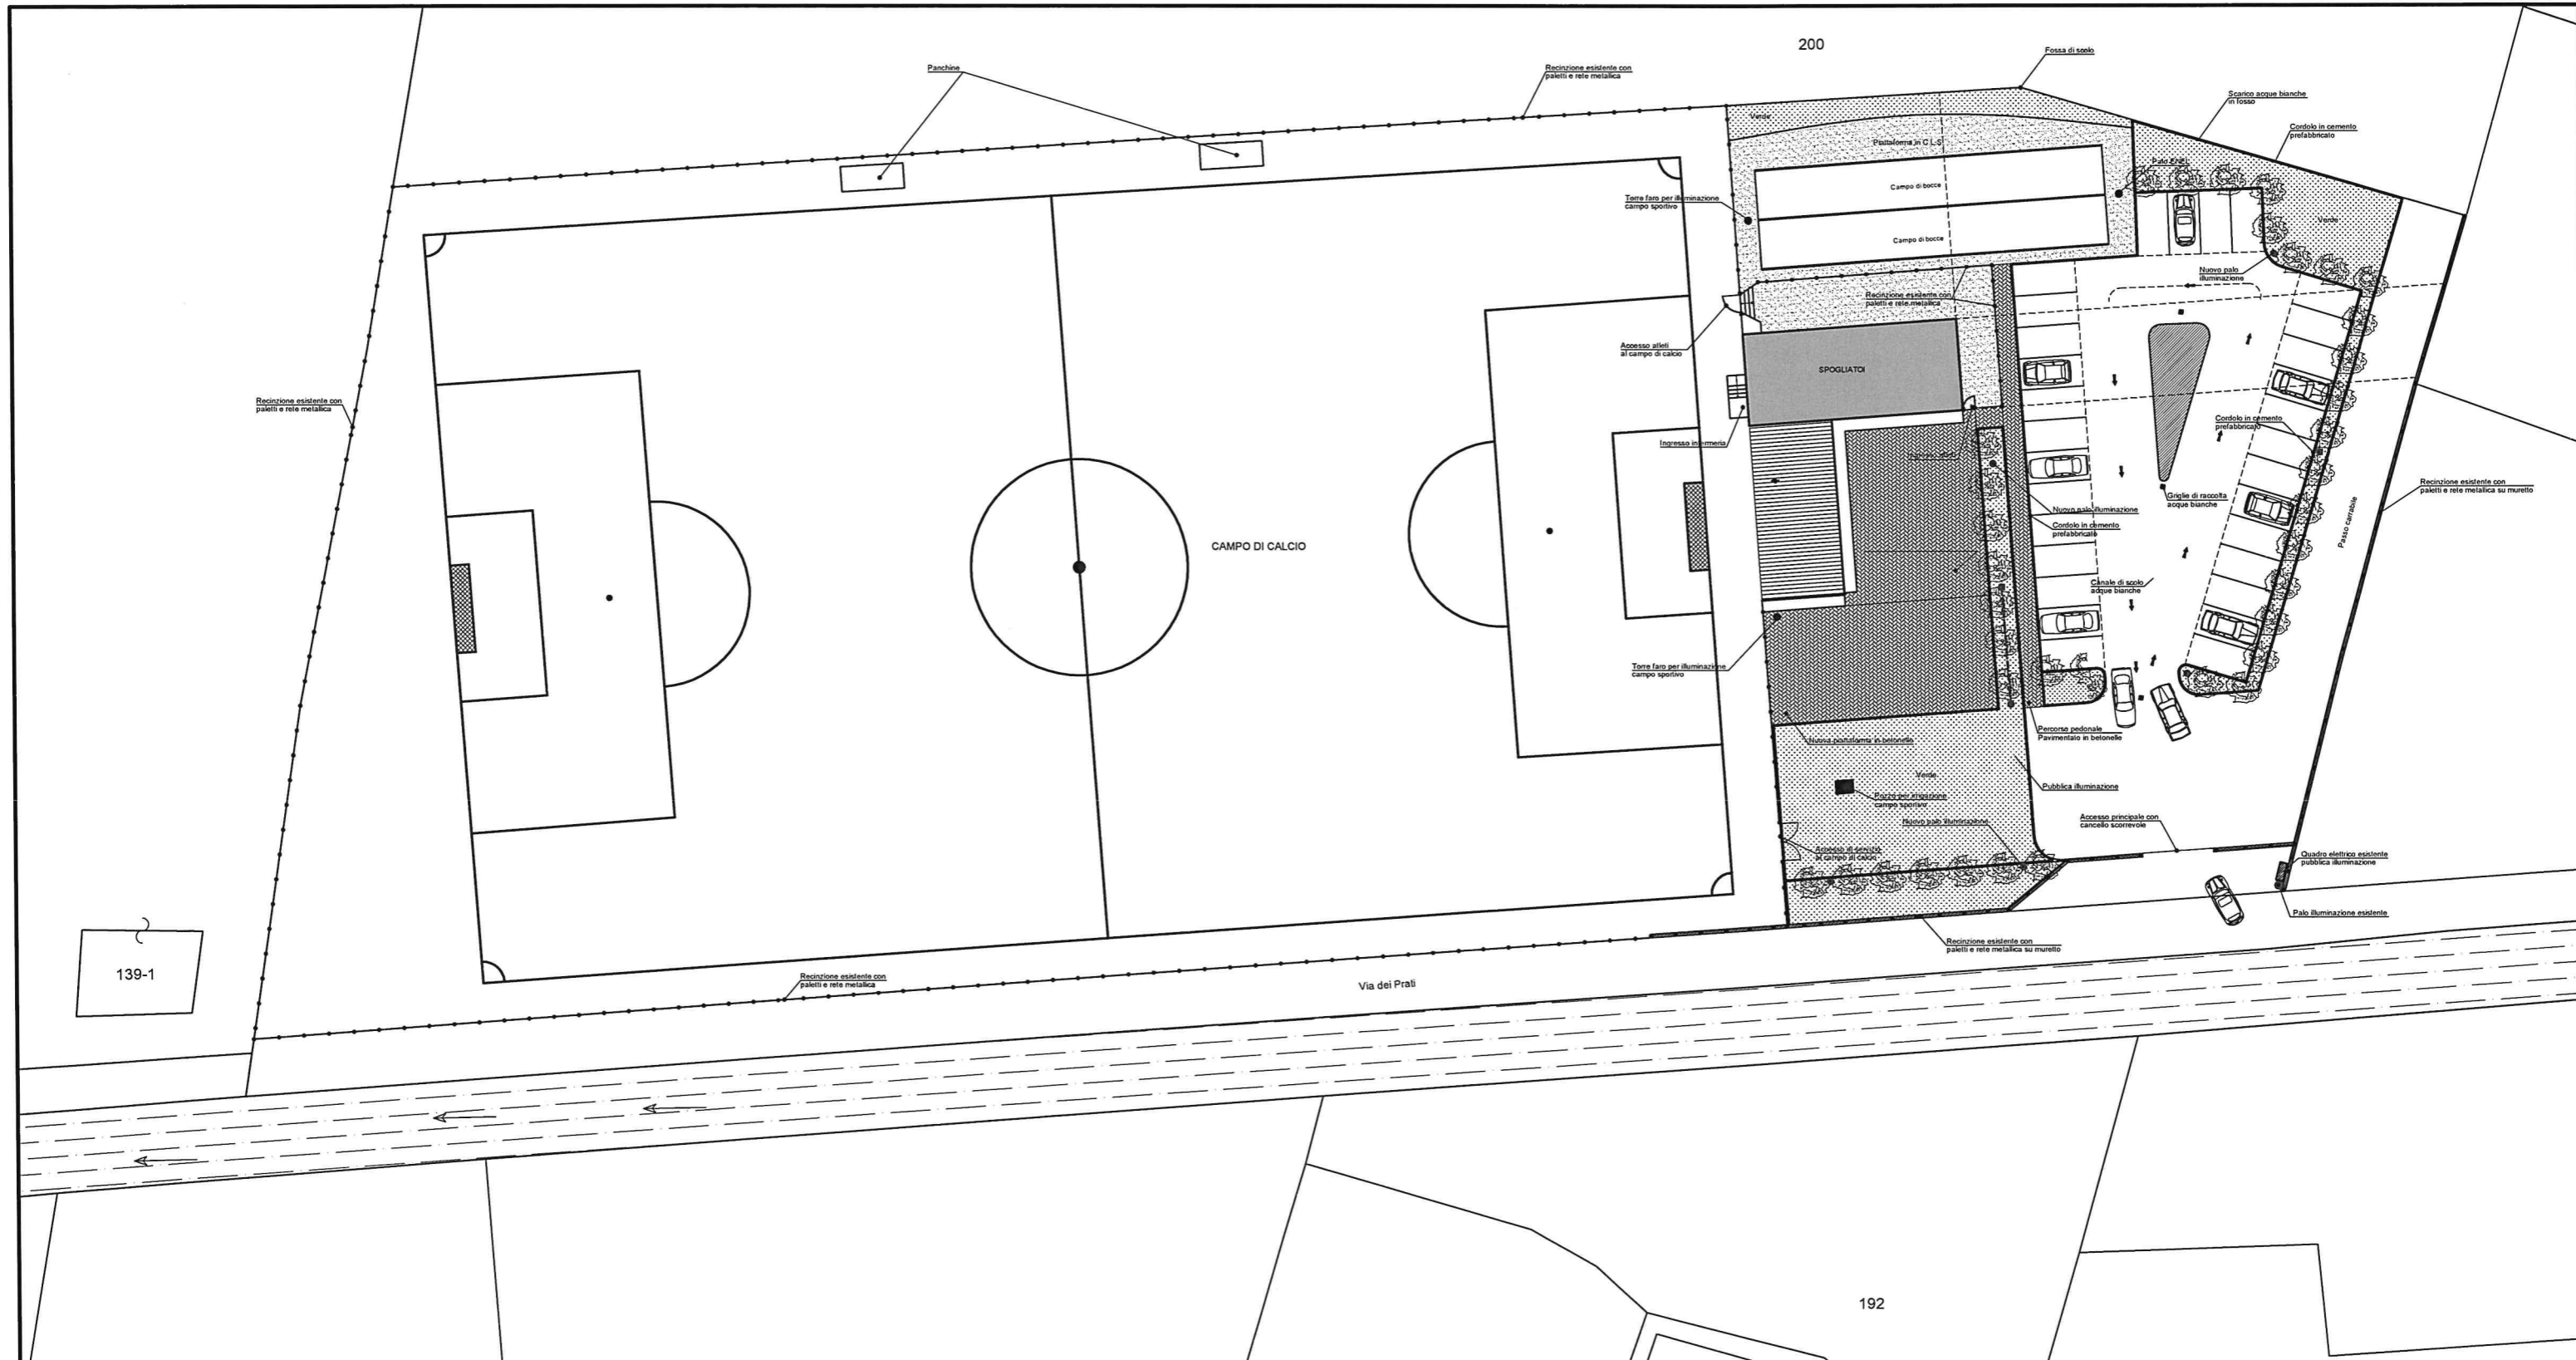 200
Fossa di scolo
Panchine
Recinzione esistente con
paletti e rete metallica
Scarico acque bianche
in fosso
Cordolo in cemento
prefabbricato
Verde
Piattaforma in C.L.S.
Palo ENEL
Campo di bocce
Torre faro per illuminazione
campo sportivo
Verde
Campo di bocce
Nuovo palo
illuminazione
Recinzione esistente con
paletti e rete metallica
Accesso atleti
al campo di calcio
SPOGLIATOI
Recinzione esistente con
paletti e rete metallica
Cordolo in cemento
prefabbricato
Ingresso infermeria
Recinzione esistente con
paletti e rete metallica su muretto
Griglie di raccolta
acque bianche
Nuovo palo illuminazione
Passo carrabile
Cordolo in cemento
prefabbricato
CAMPO DI CALCIO
Canale di scolo
acque bianche
Torre faro per illuminazione
campo sportivo
Percorso pedonale
Pavimentato in betonelle
Nuova piattaforma in betonelle
Verde
Pubblica illuminazione
Pozzo per irrigazione
campo sportivo
Accesso principale con
cancello scorrevole
Nuovo palo illuminazione
Accesso di servizio
al campo di calcio
Quadro elettrico esistente
pubblica illuminazione
Palo illuminazione esistente
Recinzione esistente con
paletti e rete metallica su muretto
139-1
Recinzione esistente con
paletti e rete metallica
Via dei Prati
192